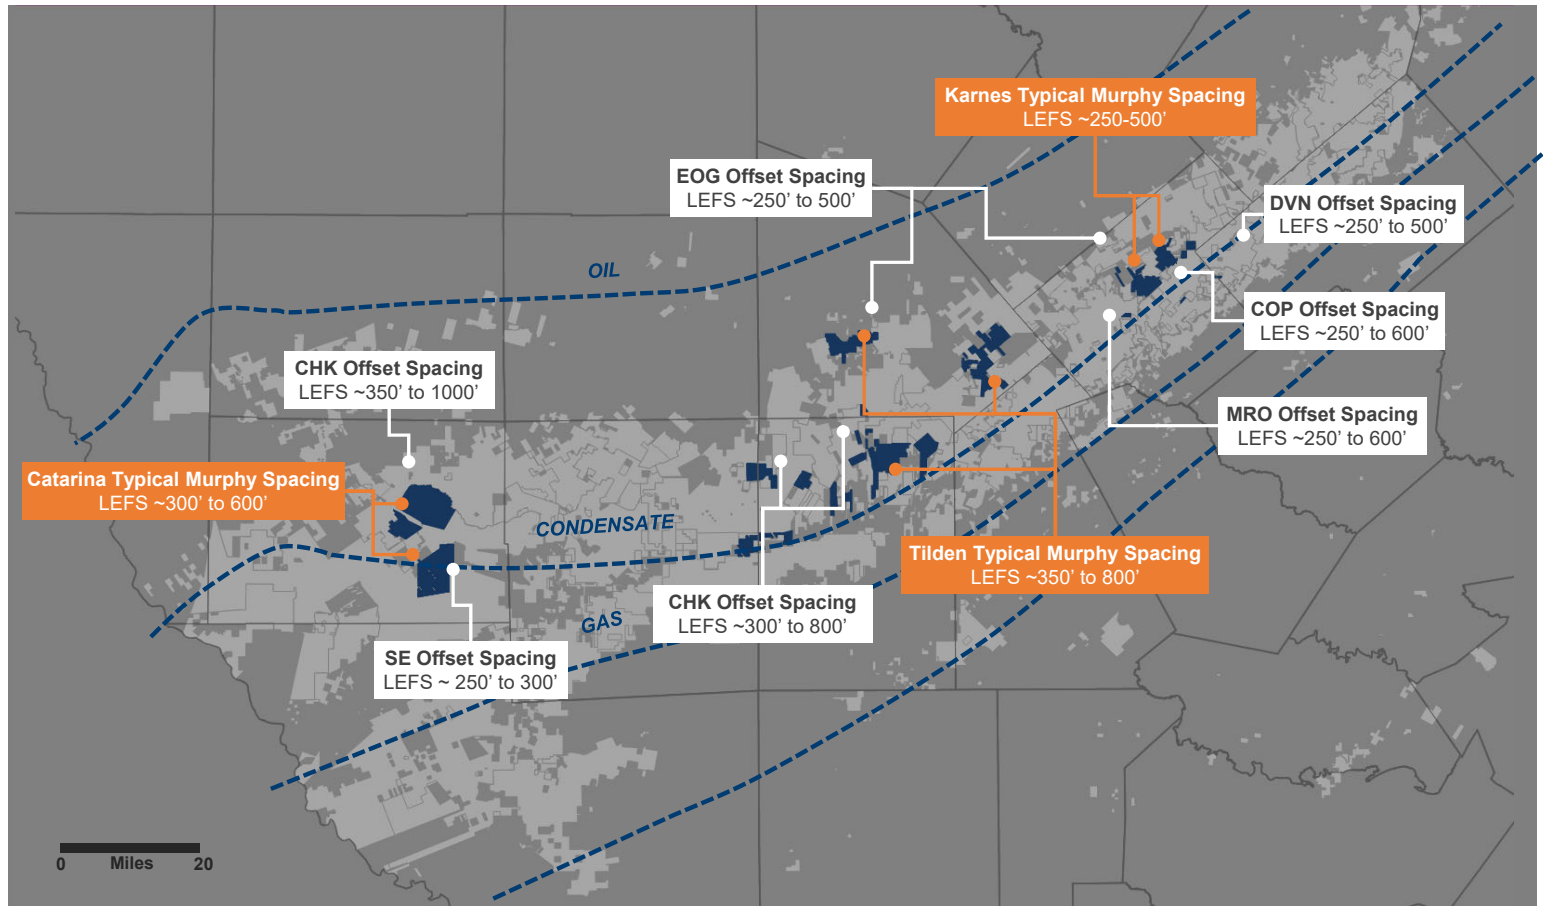 Karnes Typical Murphy Spacing
LEFS ~250-500’
EOG Offset Spacing
LEFS ~250’ to 500’
DVN Offset Spacing
LEFS ~250’ to 500’
OIL
COP Offset Spacing
LEFS ~250’ to 600’
CHK Offset Spacing
LEFS ~350’ to 1000’
MRO Offset Spacing
LEFS ~250’ to 600’
Catarina Typical Murphy Spacing
LEFS ~300’ to 600’
CONDENSATE
Tilden Typical Murphy Spacing
LEFS ~350’ to 800’
CHK Offset Spacing
LEFS ~300’ to 800’
GAS
SE Offset Spacing
LEFS ~ 250’ to 300’
0 Miles 20